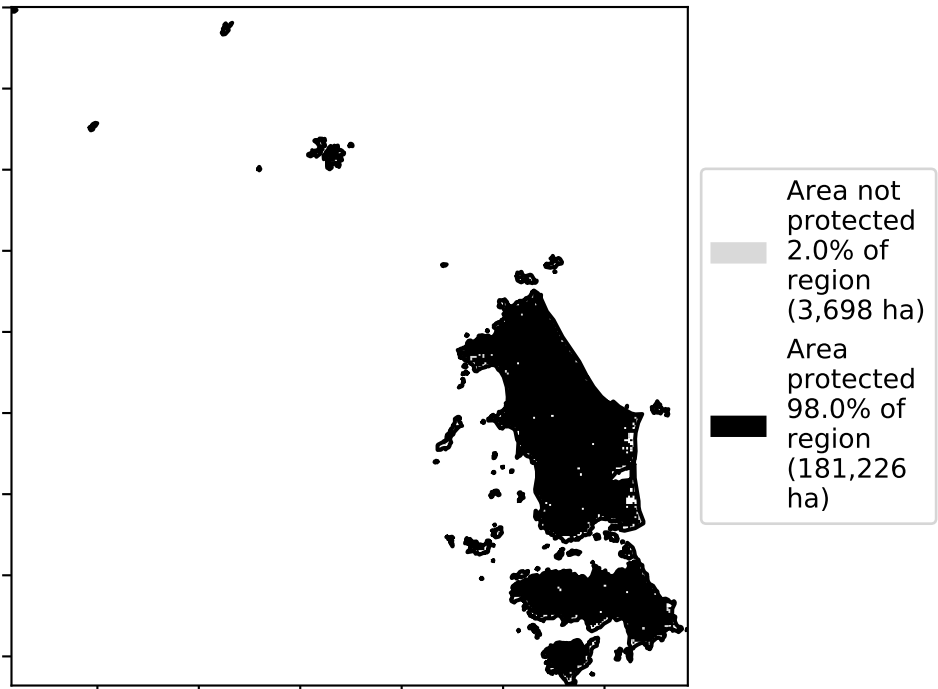 Area not
protected
2.0% of
region
(3,698 ha)
Area
protected
98.0% of
region
(181,226
ha)